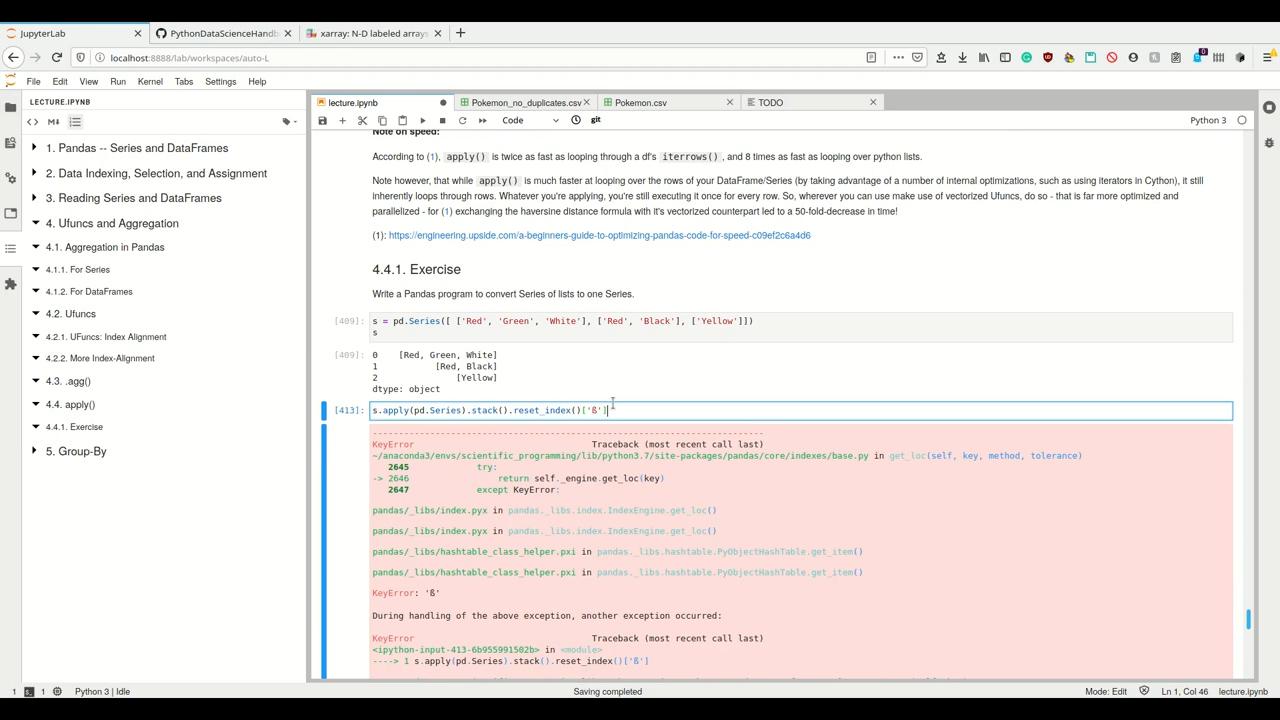 JupyterLab
PythonDataScienceHandb
xarray: N-D labeled arrays
localhost:8888/lab/workspaces/auto-L
File Edit View Run Kernel Tabs Settings Help
LECTURE.IPYNB
1. Pandas -- Series and DataFrames
2. Data Indexing, Selection, and Assignment
3. Reading Series and DataFrames
4. Ufuncs and Aggregation
4.1. Aggregation in Pandas
4.1.1. For Series
4.1.2. For DataFrames
4.2. Ufuncs
4.2.1. UFuncs: Index Alignment
4.2.2. More Index-Alignment
4.3. .agg()
4.4. apply()
4.4.1. Exercise
5. Group-By
lecture.ipynb
Pokemon_no_duplicates.csv
Pokemon.csv
TODO
Code
git
Python 3
Note on speed:
According to (1), apply() is twice as fast as looping through a df's iterrows(), and 8 times as fast as looping over python lists.
Note however, that while apply() is much faster at looping over the rows of your DataFrame/Series (by taking advantage of a number of internal optimizations, such as using iterators in Cython), it still
inherently loops through rows. Whatever you're applying, you're still executing it once for every row. So, wherever you can use make use of vectorized Ufuncs, do so - that is far more optimized and
parallelized - for (1) exchanging the haversine distance formula with it's vectorized counterpart led to a 50-fold-decrease in time!
(1): https://engineering.upside.com/a-beginners-guide-to-optimizing-pandas-code-for-speed-c09ef2c6a4d6
4.4.1. Exercise
Write a Pandas program to convert Series of lists to one Series.
[409]: s = pd.Series([ ['Red', 'Green', 'White'], ['Red', 'Black'], ['Yellow']])
s
[409]: 0 [Red, Green, White]
1 [Red, Black]
2 [Yellow]
dtype: object
[413]: s.apply(pd.Series).stack().reset_index()['ß']
---------------------------------------------------------------------------
KeyError Traceback (most recent call last)
~/anaconda3/envs/scientific_programming/lib/python3.7/site-packages/pandas/core/indexes/base.py in get_loc(self, key, method, tolerance)
2645 try:
-> 2646 return self._engine.get_loc(key)
2647 except KeyError:
pandas/_libs/index.pyx in pandas._libs.index.IndexEngine.get_loc()
pandas/_libs/index.pyx in pandas._libs.index.IndexEngine.get_loc()
pandas/_libs/hashtable_class_helper.pxi in pandas._libs.hashtable.PyObjectHashTable.get_item()
pandas/_libs/hashtable_class_helper.pxi in pandas._libs.hashtable.PyObjectHashTable.get_item()
KeyError: 'ß'
During handling of the above exception, another exception occurred:
KeyError Traceback (most recent call last)
<ipython-input-413-6b955991502b> in <module>
----> 1 s.apply(pd.Series).stack().reset_index()['ß']
1 1 Python 3 | Idle
Saving completed
Mode: Edit
Ln 1, Col 46
lecture.ipynb